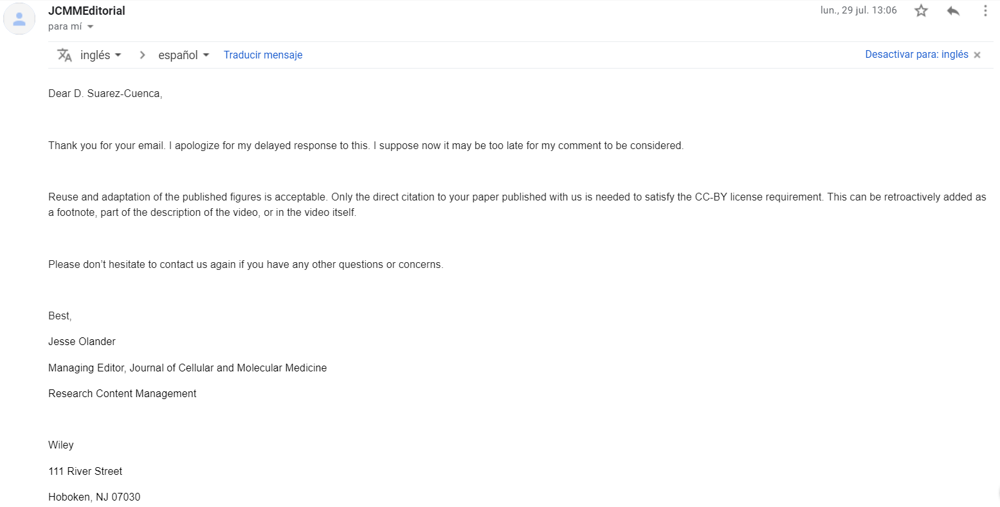 JCMMEditorial
lun., 29 jul. 13:06
para mí
inglés
español
Traducir mensaje
Desactivar para: inglés
Dear D. Suarez-Cuenca,
Thank you for your email. I apologize for my delayed response to this. I suppose now it may be too late for my comment to be considered.
Reuse and adaptation of the published figures is acceptable. Only the direct citation to your paper published with us is needed to satisfy the CC-BY license requirement. This can be retroactively added as
a footnote, part of the description of the video, or in the video itself.
Please don’t hesitate to contact us again if you have any other questions or concerns.
Best,
Jesse Olander
Managing Editor, Journal of Cellular and Molecular Medicine
Research Content Management
Wiley
111 River Street
Hoboken, NJ 07030